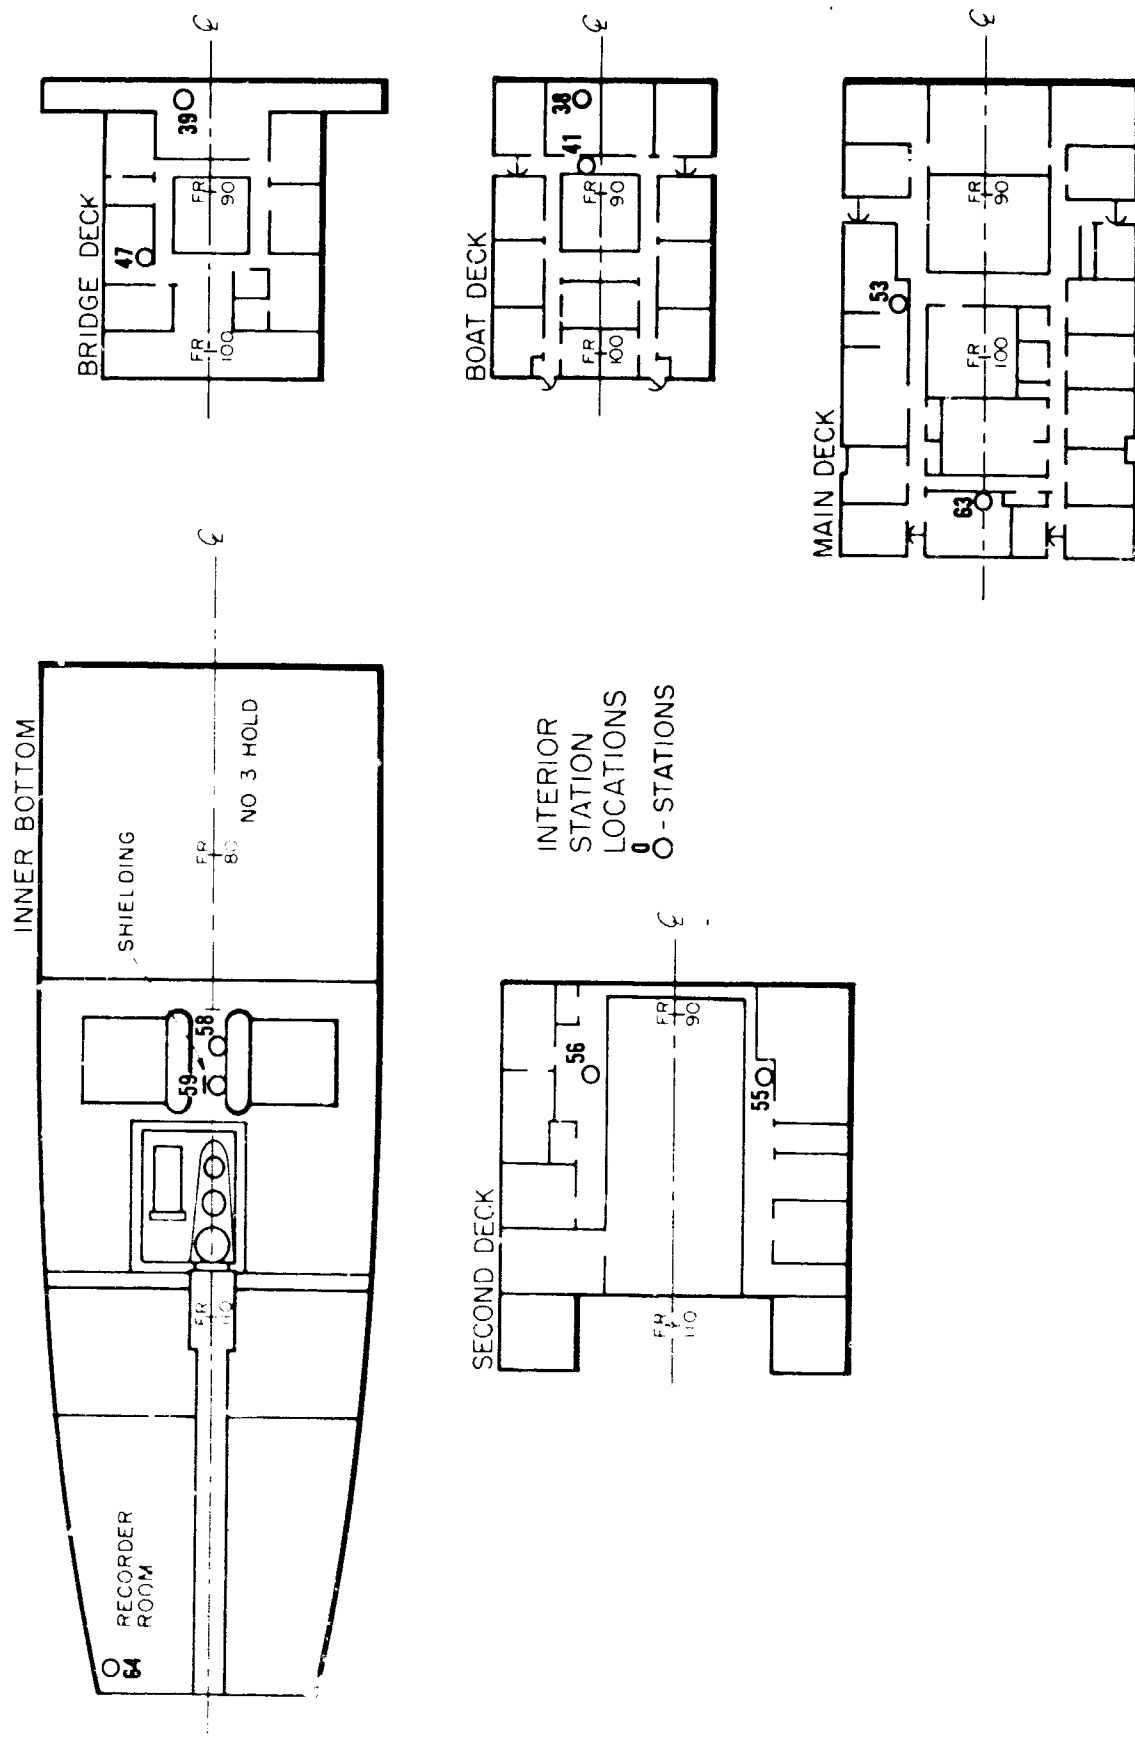 INNER BOTTOM
SHIELDING
NO 3 HOLD
FR
80
58
59
FR
110
RECORDER
ROOM
64
BRIDGE DECK
39
47
FR
90
FR
100
BOAT DECK
38
41
FR
90
FR
100
MAIN DECK
53
FR
90
FR
100
63
SECOND DECK
56
55
FR
90
FR
110
INTERIOR
STATION
LOCATIONS
0
O - STATIONS